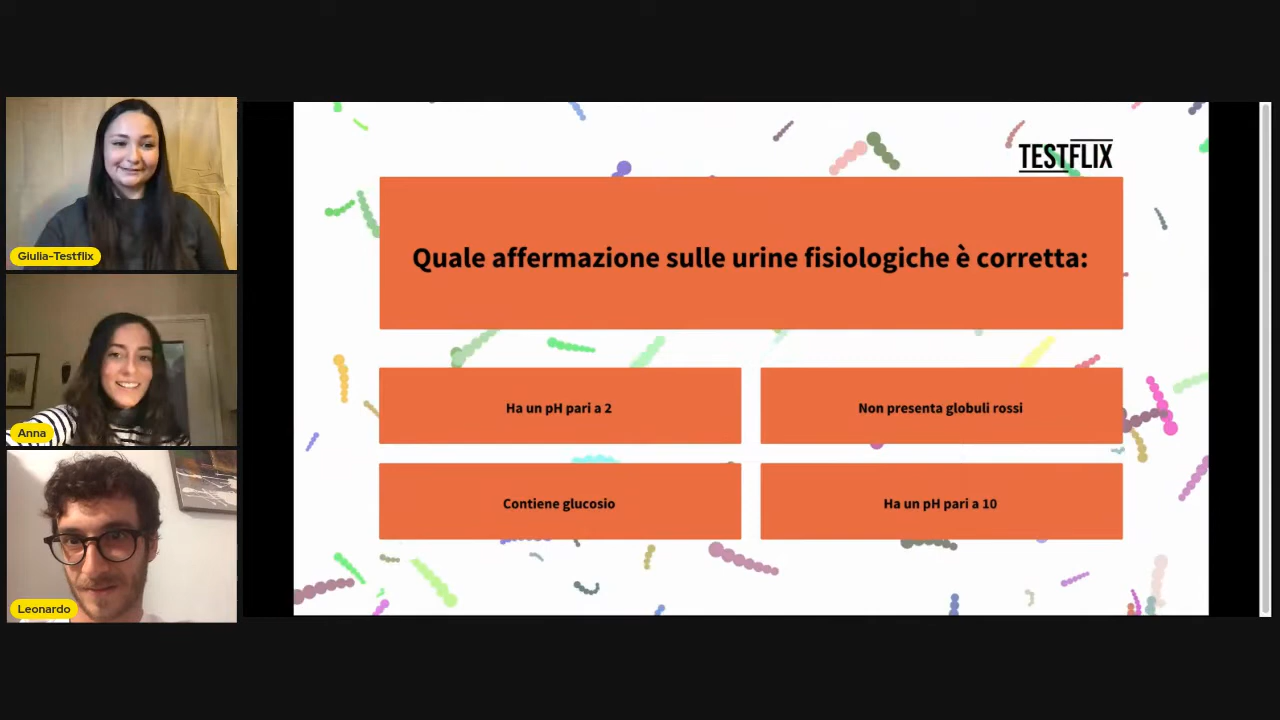 Giulia-Testflix
Anna
Leonardo
TESTFLIX
Quale affermazione sulle urine fisiologiche è corretta:
Ha un pH pari a 2
Non presenta globuli rossi
Contiene glucosio
Ha un pH pari a 10